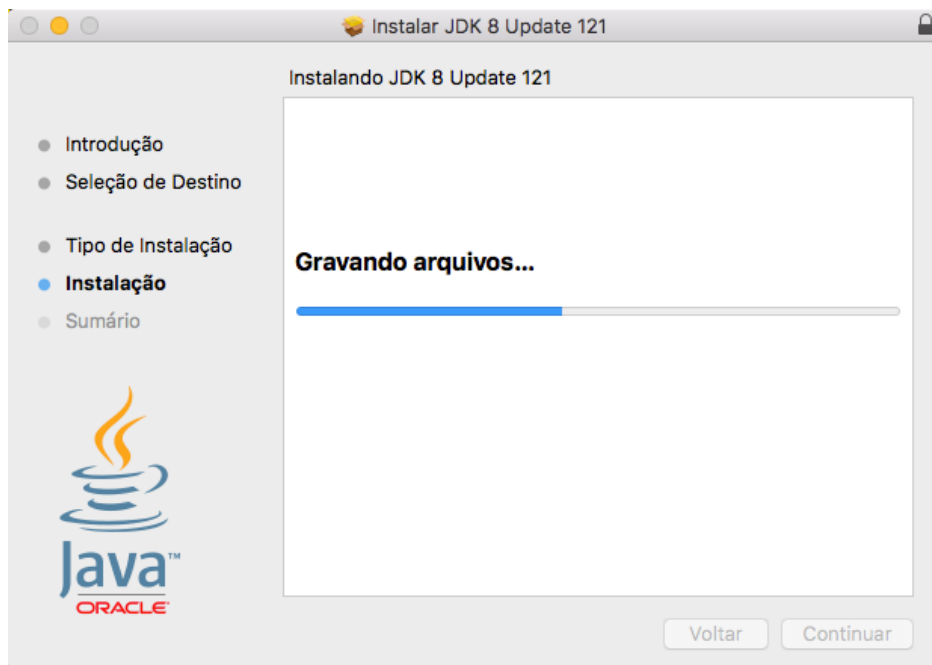 Instalar JDK 8 Update 121
Instalando JDK 8 Update 121
Introdução
Seleção de Destino
Tipo de Instalação
Instalação
Sumário
Gravando arquivos...
Java™
ORACLE
Voltar
Continuar